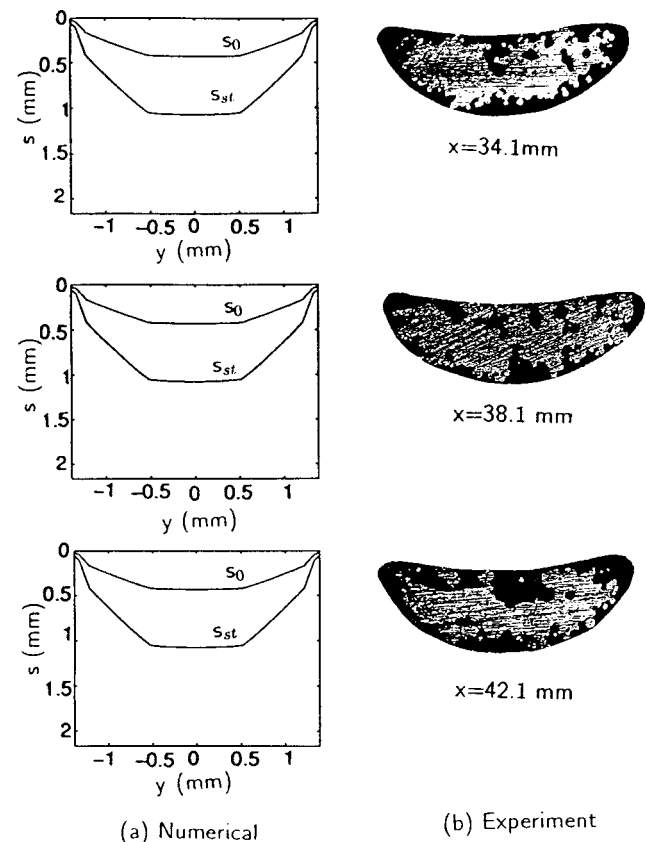 0
0.5
1
1.5
2
s (mm)
s0
sst
−1 −0.5 0 0.5 1
y (mm)
x=34.1mm
0
0.5
1
1.5
2
s (mm)
s0
sst
−1 −0.5 0 0.5 1
y (mm)
x=38.1 mm
0
0.5
1
1.5
2
s (mm)
s0
sst
−1 −0.5 0 0.5 1
y (mm)
x=42.1 mm
(a) Numerical
(b) Experiment